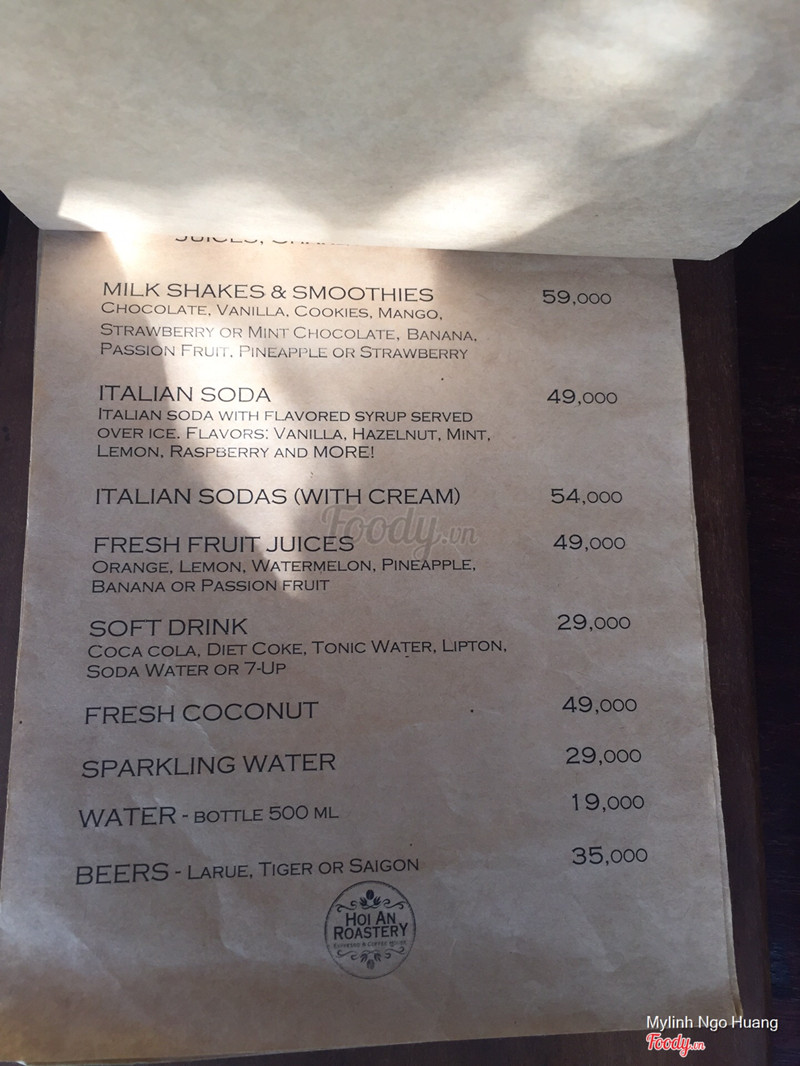 JUICES,
MILK SHAKES & SMOOTHIES 59,000
CHOCOLATE, VANILLA, COOKIES, MANGO,
STRAWBERRY OR MINT CHOCOLATE, BANANA,
PASSION FRUIT, PINEAPPLE OR STRAWBERRY
ITALIAN SODA 49,000
ITALIAN SODA WITH FLAVORED SYRUP SERVED
OVER ICE. FLAVORS: VANILLA, HAZELNUT, MINT,
LEMON, RASPBERRY AND MORE!
ITALIAN SODAS (WITH CREAM) 54,000
Foody.vn
FRESH FRUIT JUICES 49,000
ORANGE, LEMON, WATERMELON, PINEAPPLE,
BANANA OR PASSION FRUIT
SOFT DRINK 29,000
COCA COLA, DIET COKE, TONIC WATER, LIPTON,
SODA WATER OR 7-UP
FRESH COCONUT 49,000
SPARKLING WATER 29,000
WATER - BOTTLE 500 ML 19,000
BEERS - LARUE, TIGER OR SAIGON 35,000
HOI AN
ROASTERY
ESPRESSO & COFFEE HOUSE
Mylinh Ngo Huang
Foody.vn